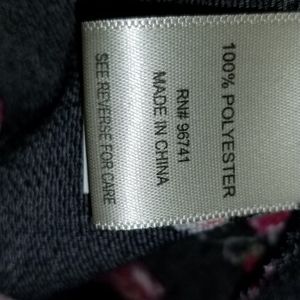 100% POLYESTER
RN# 96741
MADE IN CHINA
SEE REVERSE FOR CARE